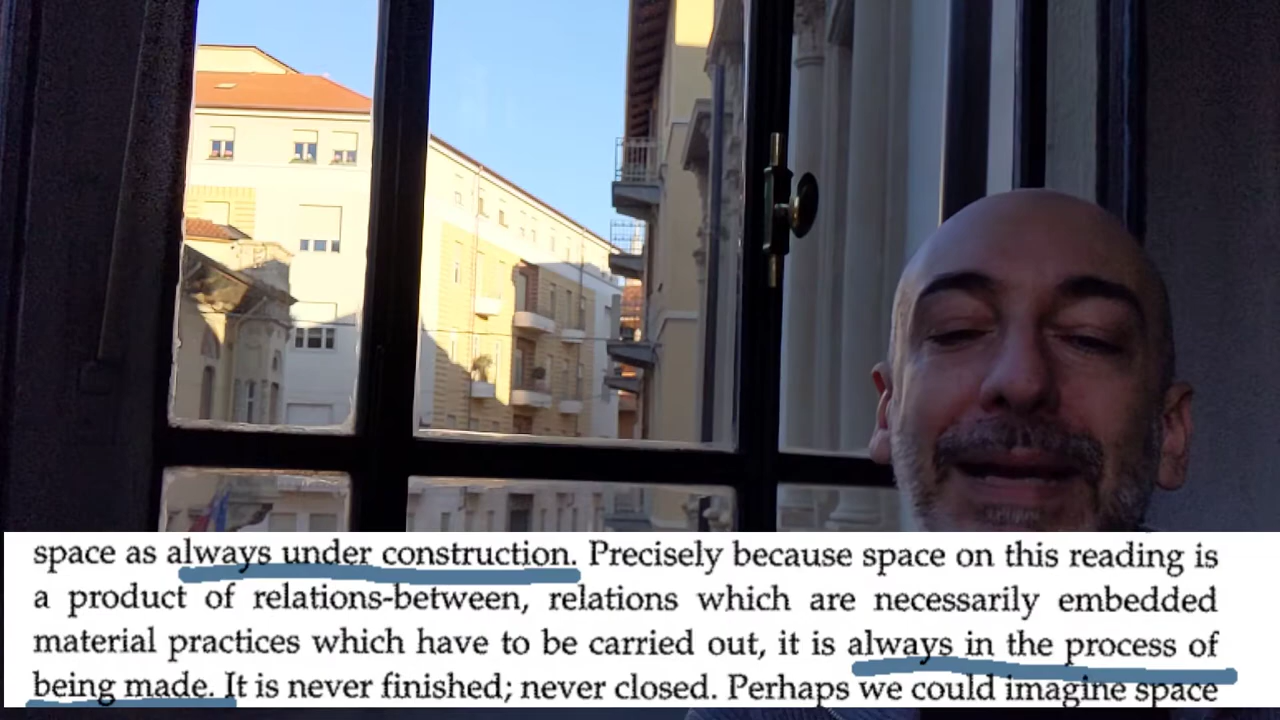 space as always under construction. Precisely because space on this reading is
a product of relations-between, relations which are necessarily embedded
material practices which have to be carried out, it is always in the process of
being made. It is never finished; never closed. Perhaps we could imagine space